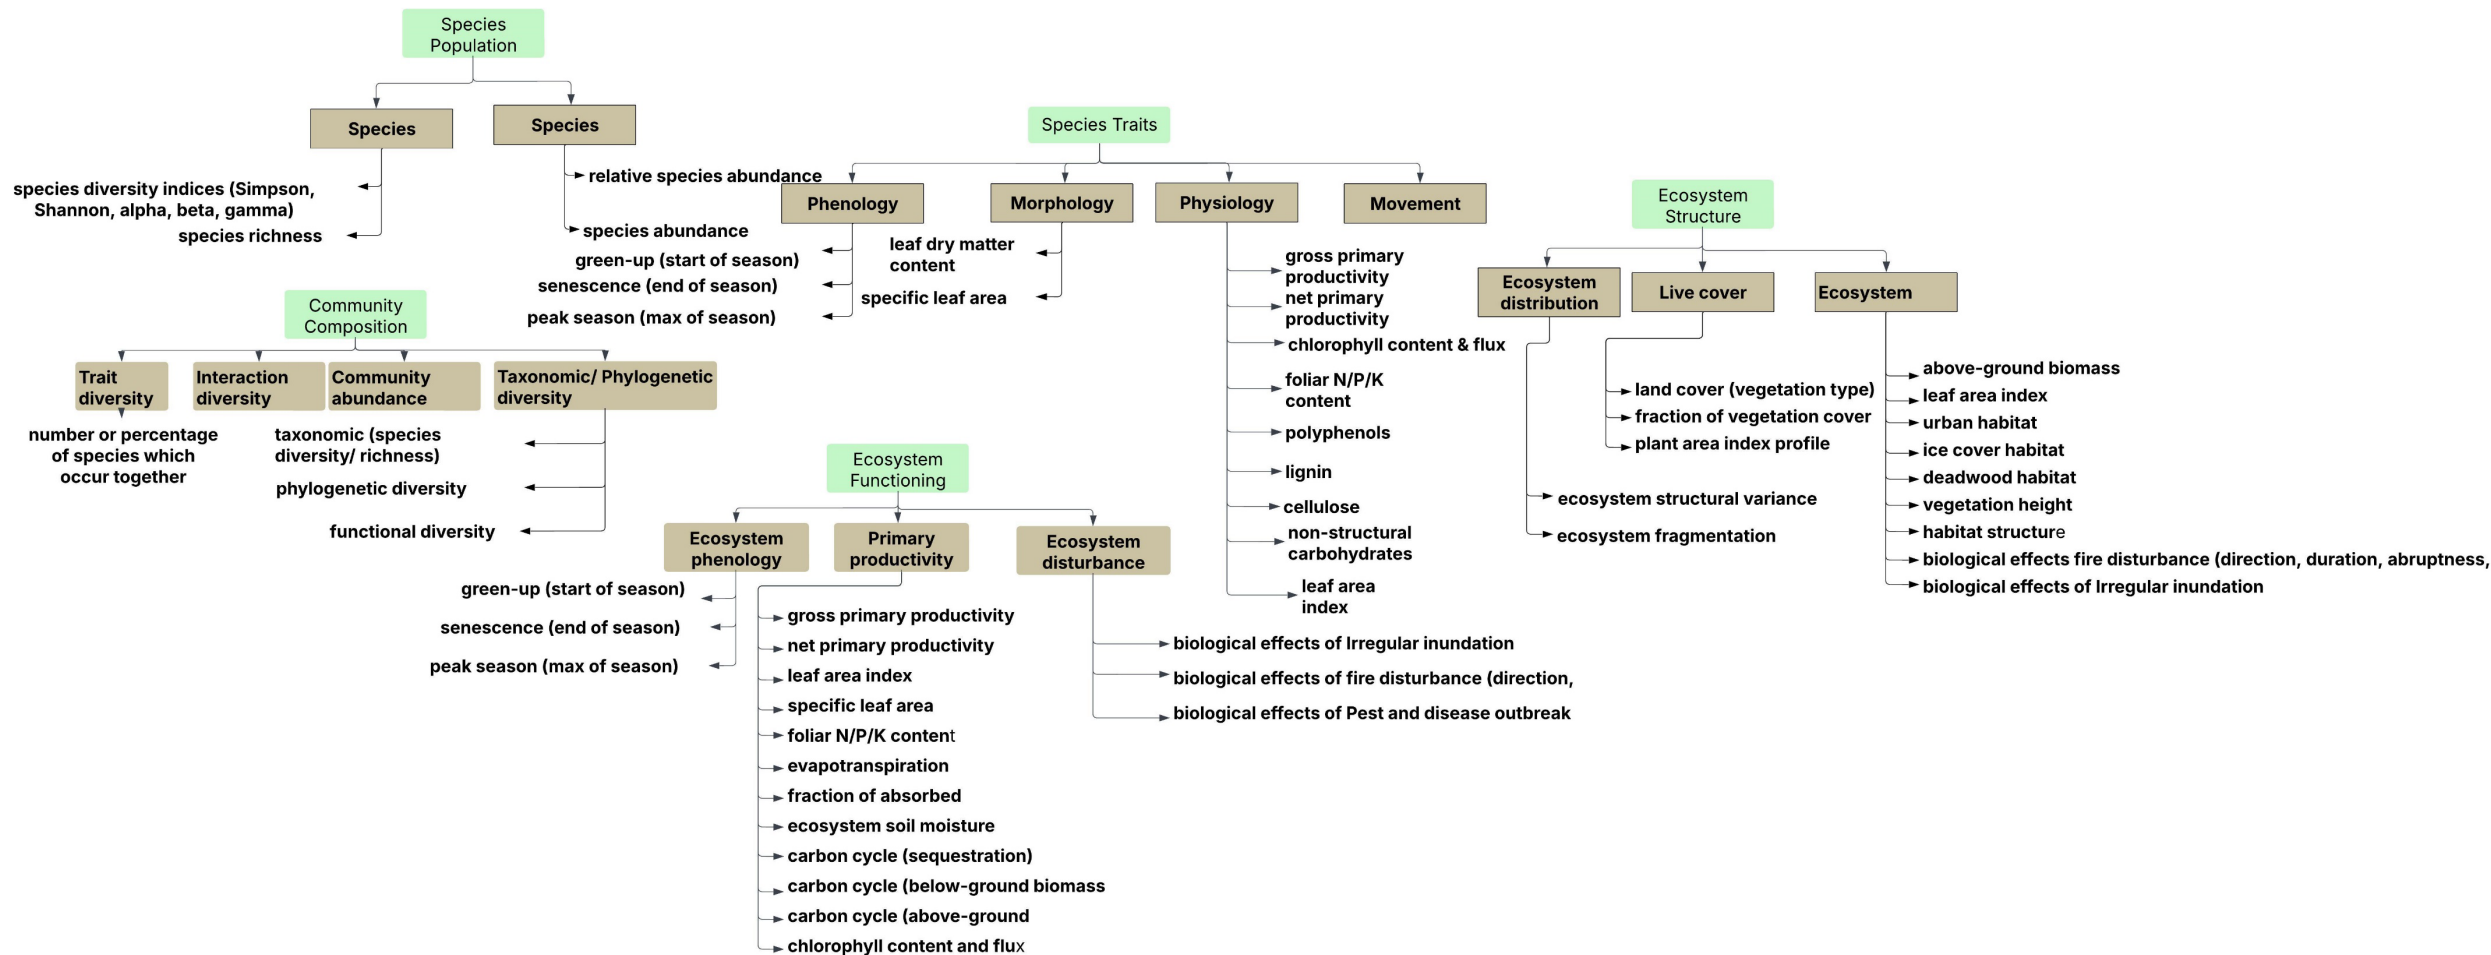 Species
Population
Species
Species
species diversity indices (Simpson,
Shannon, alpha, beta, gamma)
species richness
relative species abundance
species abundance
Species Traits
Phenology
Morphology
Physiology
Movement
green-up (start of season)
senescence (end of season)
peak season (max of season)
leaf dry matter
content
specific leaf area
gross primary
productivity
net primary
productivity
chlorophyll content & flux
foliar N/P/K
content
polyphenols
lignin
cellulose
non-structural
carbohydrates
leaf area
index
Ecosystem
Structure
Ecosystem
distribution
Live cover
Ecosystem
ecosystem structural variance
ecosystem fragmentation
land cover (vegetation type)
fraction of vegetation cover
plant area index profile
above-ground biomass
leaf area index
urban habitat
ice cover habitat
deadwood habitat
vegetation height
habitat structure
biological effects fire disturbance (direction, duration, abruptness,
biological effects of Irregular inundation
Community
Composition
Trait
diversity
Interaction
diversity
Community
abundance
Taxonomic/ Phylogenetic
diversity
number or percentage
of species which
occur together
taxonomic (species
diversity/ richness)
phylogenetic diversity
functional diversity
Ecosystem
Functioning
Ecosystem
phenology
Primary
productivity
Ecosystem
disturbance
green-up (start of season)
senescence (end of season)
peak season (max of season)
gross primary productivity
net primary productivity
leaf area index
specific leaf area
foliar N/P/K content
evapotranspiration
fraction of absorbed
ecosystem soil moisture
carbon cycle (sequestration)
carbon cycle (below-ground biomass
carbon cycle (above-ground
chlorophyll content and flux
biological effects of Irregular inundation
biological effects of fire disturbance (direction,
biological effects of Pest and disease outbreak